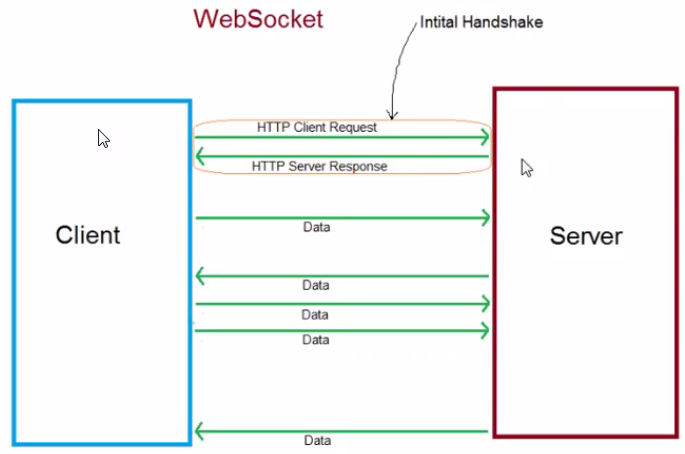 WebSocket
Intital Handshake
HTTP Client Request
HTTP Server Response
Client
Server
Data
Data
Data
Data
Data